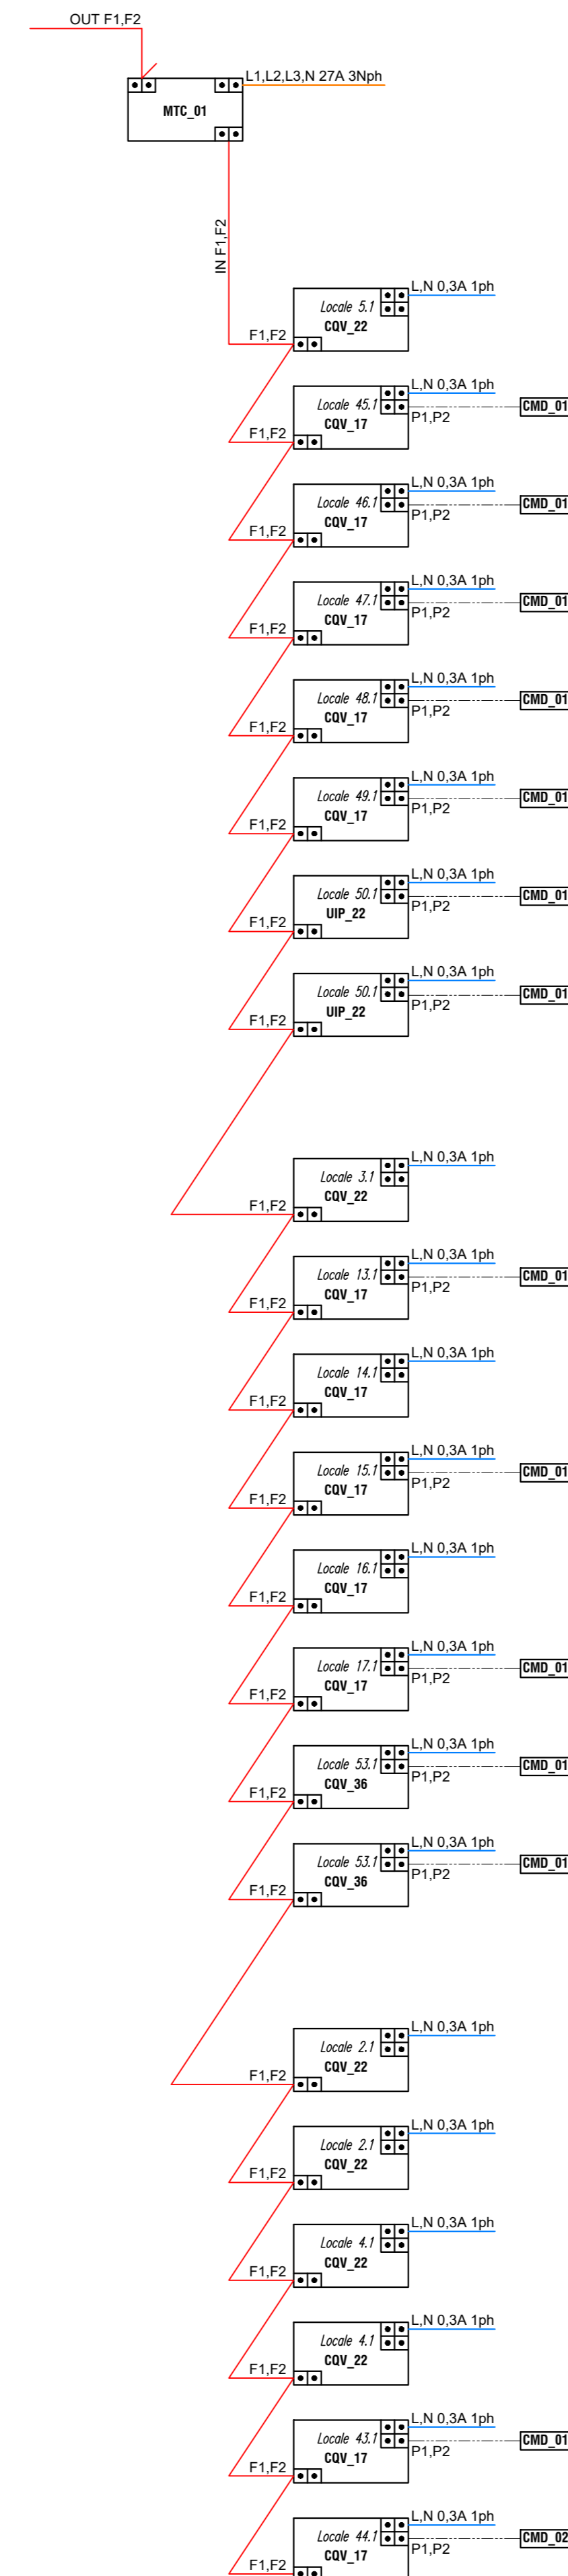 OUT F1,F2
L1,L2,L3,N 27A 3Nph
MTC_01
IN F1,F2
L,N 0,3A 1ph
Locale 5.1
CQV_22
F1,F2
L,N 0,3A 1ph
Locale 45.1
CMD_01
P1,P2
CQV_17
F1,F2
L,N 0,3A 1ph
Locale 46.1
CMD_01
P1,P2
CQV_17
F1,F2
L,N 0,3A 1ph
Locale 47.1
CMD_01
P1,P2
CQV_17
F1,F2
L,N 0,3A 1ph
Locale 48.1
CMD_01
P1,P2
CQV_17
F1,F2
L,N 0,3A 1ph
Locale 49.1
CMD_01
P1,P2
CQV_17
F1,F2
L,N 0,3A 1ph
Locale 50.1
CMD_01
P1,P2
UIP_22
F1,F2
L,N 0,3A 1ph
Locale 50.1
CMD_01
P1,P2
UIP_22
F1,F2
L,N 0,3A 1ph
Locale 3.1
CQV_22
F1,F2
L,N 0,3A 1ph
Locale 13.1
CMD_01
P1,P2
CQV_17
F1,F2
L,N 0,3A 1ph
Locale 14.1
CQV_17
F1,F2
L,N 0,3A 1ph
Locale 15.1
CMD_01
P1,P2
CQV_17
F1,F2
L,N 0,3A 1ph
Locale 16.1
CQV_17
F1,F2
L,N 0,3A 1ph
Locale 17.1
CMD_01
P1,P2
CQV_17
F1,F2
L,N 0,3A 1ph
Locale 53.1
CMD_01
P1,P2
CQV_36
F1,F2
L,N 0,3A 1ph
Locale 53.1
CMD_01
P1,P2
CQV_36
F1,F2
L,N 0,3A 1ph
Locale 2.1
CQV_22
F1,F2
L,N 0,3A 1ph
Locale 2.1
CQV_22
F1,F2
L,N 0,3A 1ph
Locale 4.1
CQV_22
F1,F2
L,N 0,3A 1ph
Locale 4.1
CQV_22
F1,F2
L,N 0,3A 1ph
Locale 43.1
CMD_01
P1,P2
CQV_17
F1,F2
L,N 0,3A 1ph
Locale 44.1
CMD_02
P1,P2
CQV_17
F1,F2